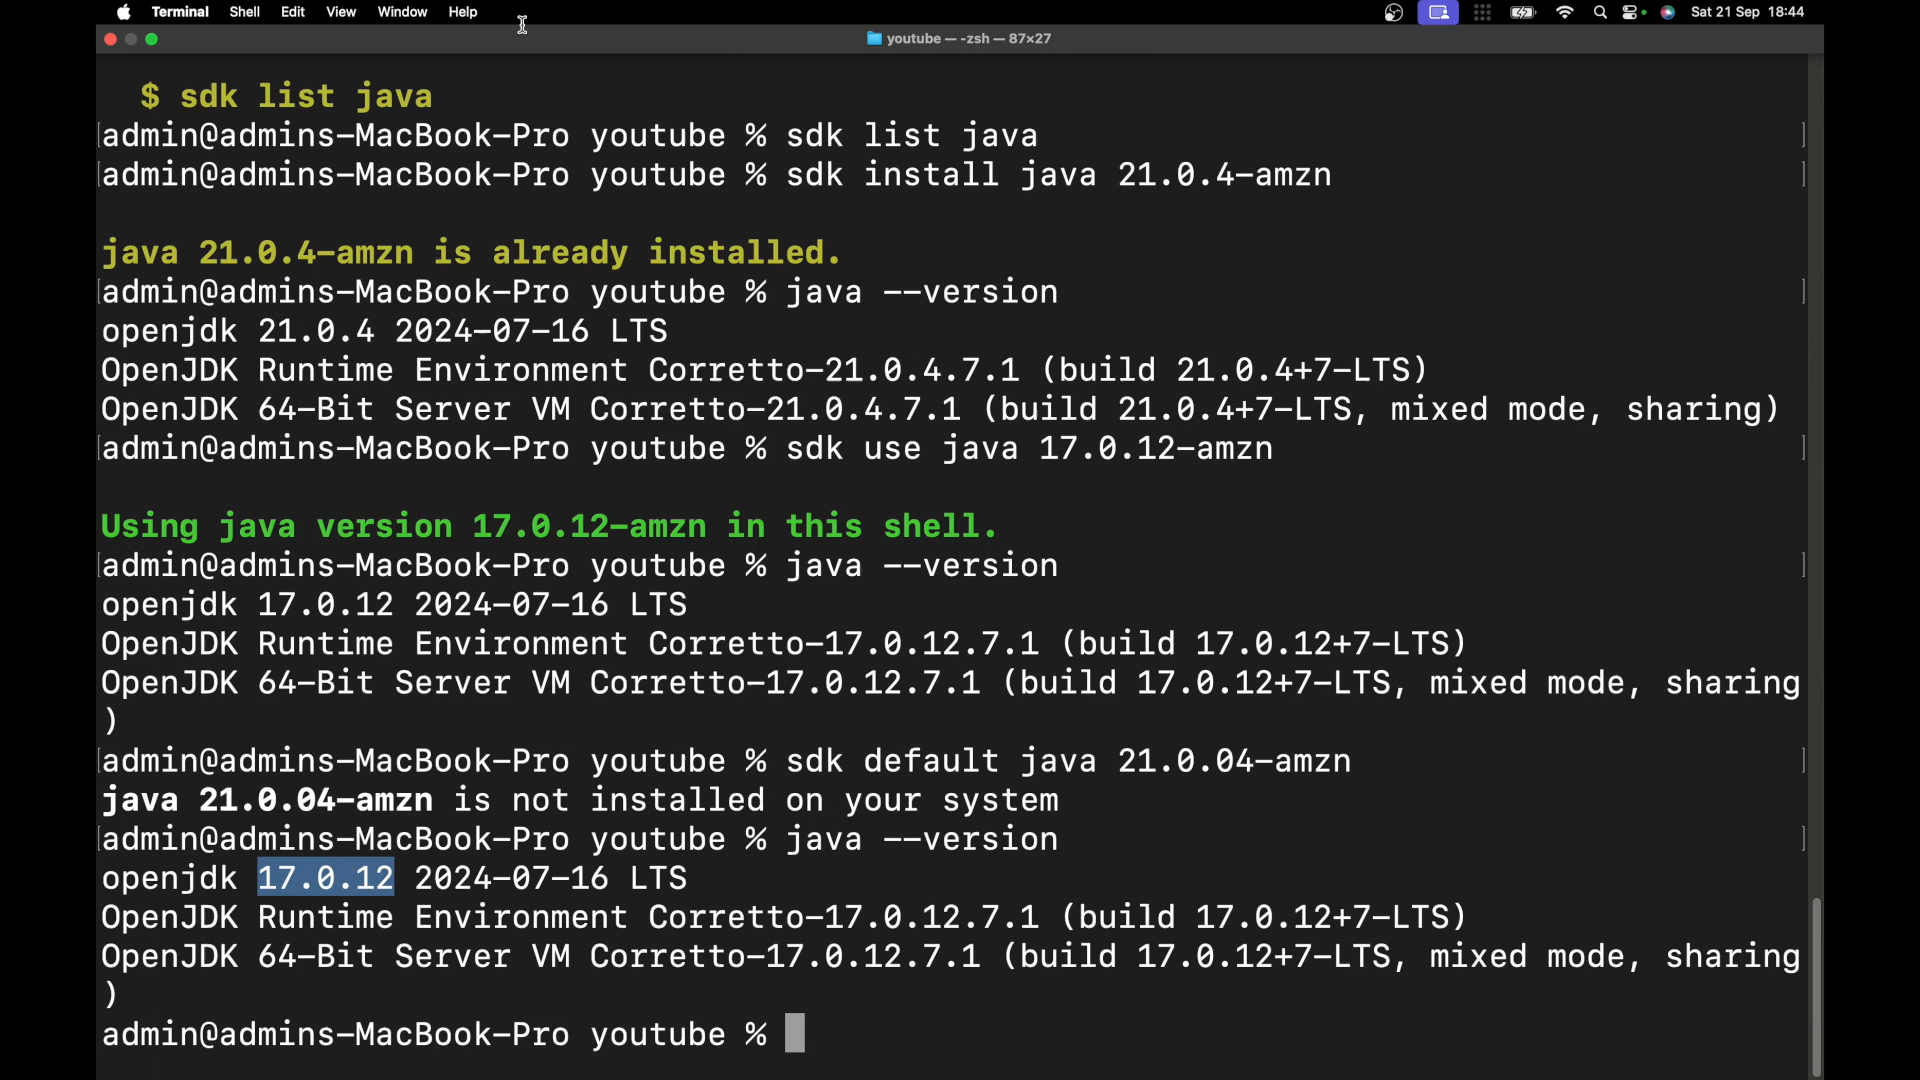 Terminal Shell Edit View Window Help Sat 21 Sep 18:44
youtube — -zsh — 87×27
$ sdk list java
admin@admins-MacBook-Pro youtube % sdk list java
admin@admins-MacBook-Pro youtube % sdk install java 21.0.4-amzn
java 21.0.4-amzn is already installed.
admin@admins-MacBook-Pro youtube % java --version
openjdk 21.0.4 2024-07-16 LTS
OpenJDK Runtime Environment Corretto-21.0.4.7.1 (build 21.0.4+7-LTS)
OpenJDK 64-Bit Server VM Corretto-21.0.4.7.1 (build 21.0.4+7-LTS, mixed mode, sharing)
admin@admins-MacBook-Pro youtube % sdk use java 17.0.12-amzn
Using java version 17.0.12-amzn in this shell.
admin@admins-MacBook-Pro youtube % java --version
openjdk 17.0.12 2024-07-16 LTS
OpenJDK Runtime Environment Corretto-17.0.12.7.1 (build 17.0.12+7-LTS)
OpenJDK 64-Bit Server VM Corretto-17.0.12.7.1 (build 17.0.12+7-LTS, mixed mode, sharing
)
admin@admins-MacBook-Pro youtube % sdk default java 21.0.04-amzn
java 21.0.04-amzn is not installed on your system
admin@admins-MacBook-Pro youtube % java --version
openjdk 17.0.12 2024-07-16 LTS
OpenJDK Runtime Environment Corretto-17.0.12.7.1 (build 17.0.12+7-LTS)
OpenJDK 64-Bit Server VM Corretto-17.0.12.7.1 (build 17.0.12+7-LTS, mixed mode, sharing
)
admin@admins-MacBook-Pro youtube %